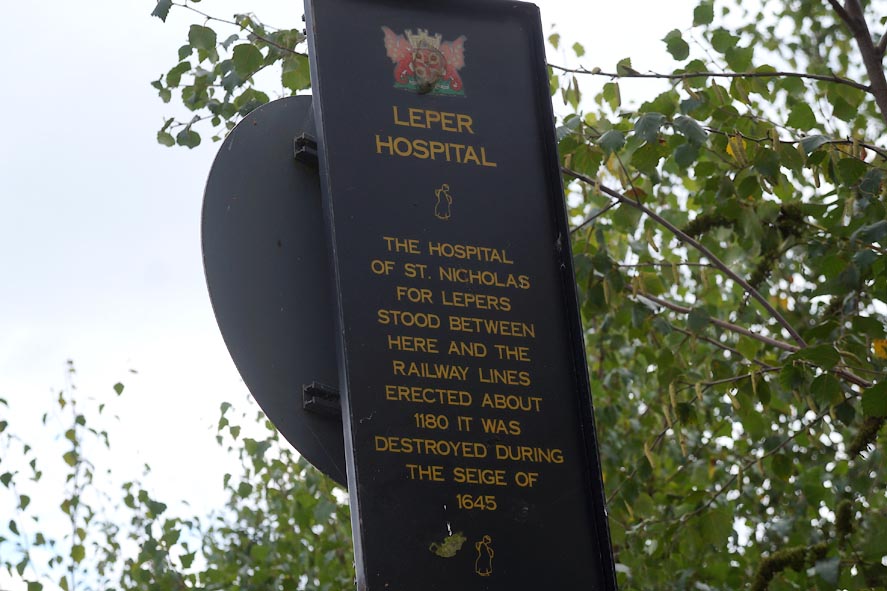 LEPER
HOSPITAL
THE HOSPITAL
OF ST. NICHOLAS
FOR LEPERS
STOOD BETWEEN
HERE AND THE
RAILWAY LINES
ERECTED ABOUT
1180 IT WAS
DESTROYED DURING
THE SEIGE OF
1645